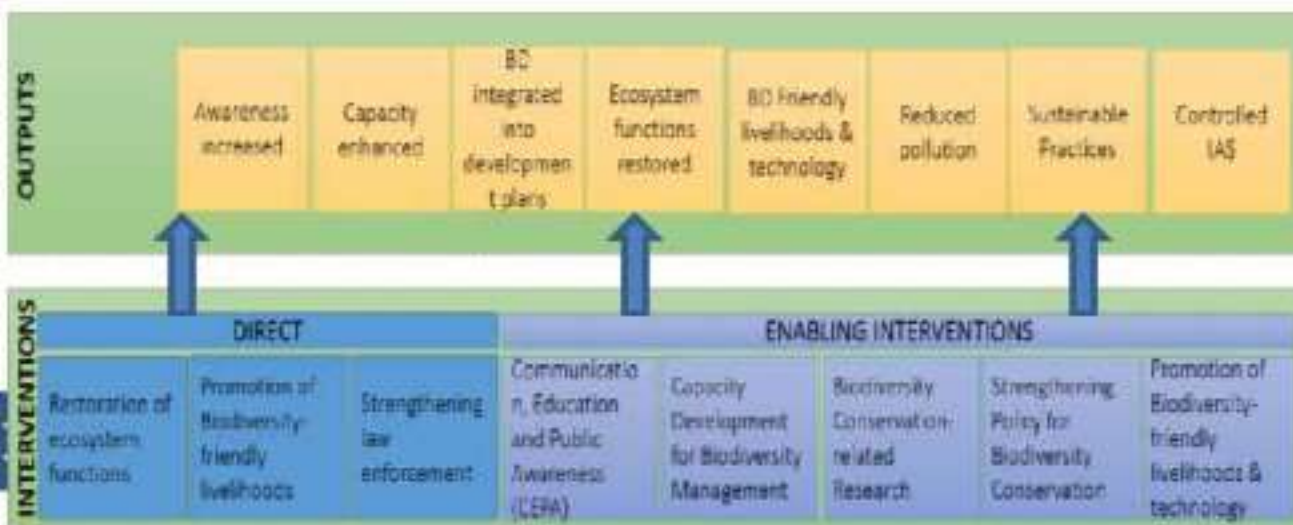 OUTPUTS
Awareness
increased
Capacity
enhanced
BD
integrated
into
developmen
t plans
Ecosystem
functions
restored
BD Friendly
livelihoods &
technology
Reduced
pollution
Sustainable
Practices
Controlled
IAS
INTERVENTIONS
DIRECT
ENABLING INTERVENTIONS
Restoration of
ecosystem
functions
Promotion of
Biodiversity-
friendly
livelihoods
Strengthening
law
enforcement
Communicatio
n, Education
and Public
Awareness
(CEPA)
Capacity
Development
for Biodiversity
Management
Biodiversity
Conservation-
related
Research
Strengthening
Policy for
Biodiversity
Conservation
Promotion of
Biodiversity-
friendly
livelihoods &
technology